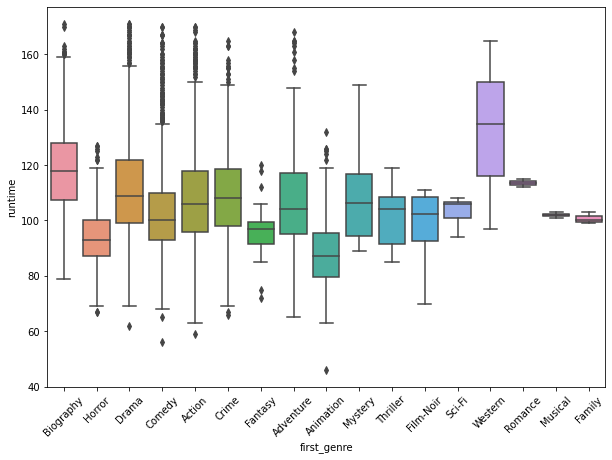 runtime
160
140
120
100
80
60
40
Biography
Horror
Drama
Comedy
Action
Crime
Fantasy
Adventure
Animation
Mystery
Thriller
Film-Noir
Sci-Fi
Western
Romance
Musical
Family
first_genre